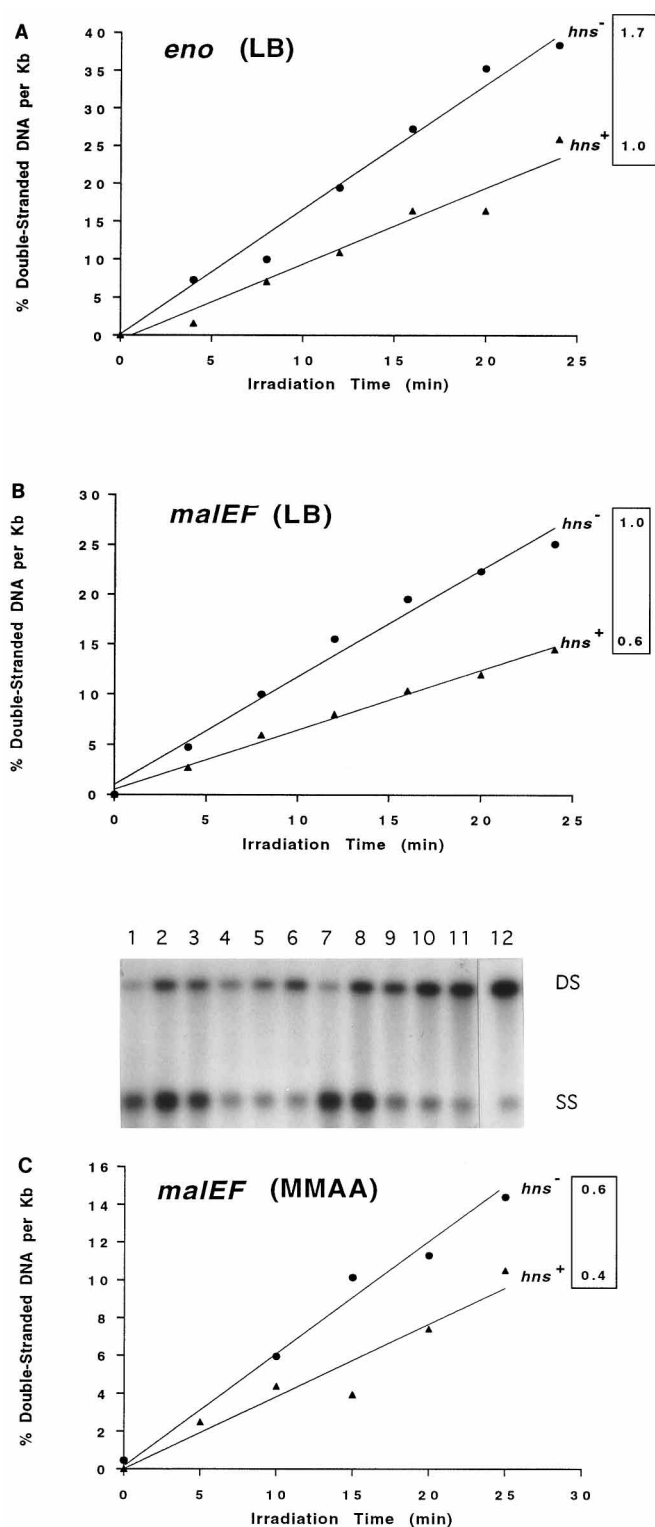 A
eno (LB)
% Double-Stranded DNA per Kb
40
35
30
25
20
15
10
5
0
0 5 10 15 20 25
Irradiation Time (min)
hns- 1.7
hns+ 1.0
B
malEF (LB)
% Double-Stranded DNA per Kb
30
25
20
15
10
5
0
0 5 10 15 20 25
Irradiation Time (min)
hns- 1.0
hns+ 0.6
1 2 3 4 5 6 7 8 9 10 11 12
DS
SS
C
malEF (MMAA)
% Double-Stranded DNA per Kb
16
14
12
10
8
6
4
2
0
0 5 10 15 20 25 30
Irradiation Time (min)
hns- 0.6
hns+ 0.4